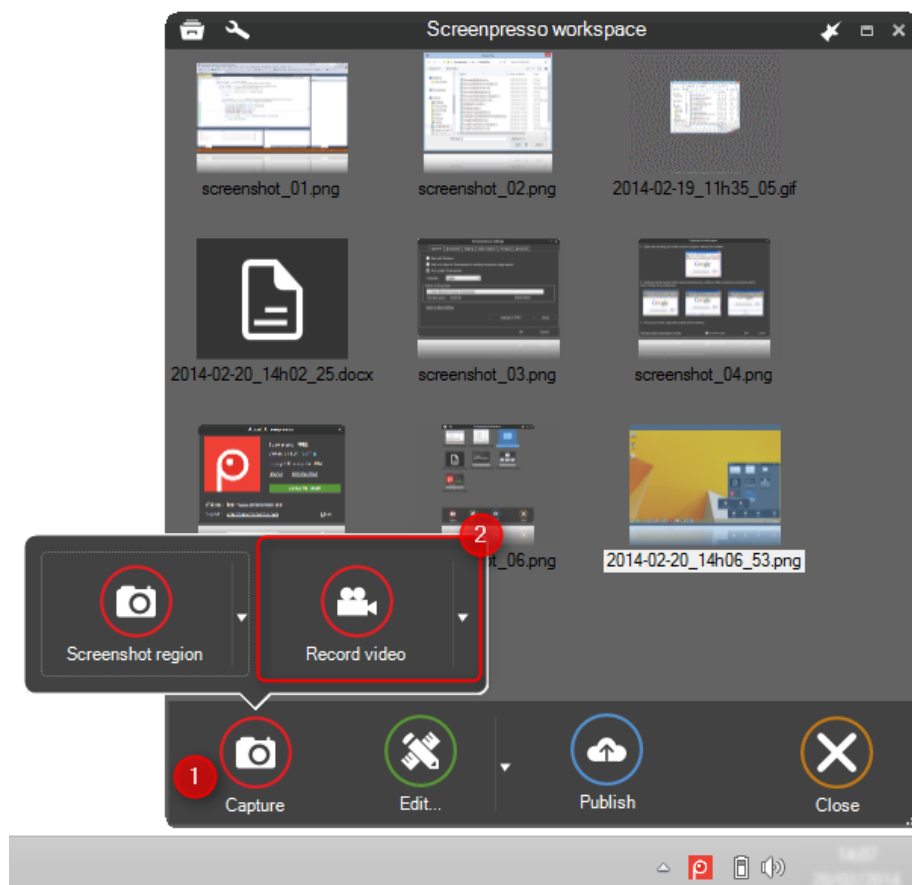 Screenpresso workspace
screenshot_01.png
screenshot_02.png
2014-02-19_11h35_05.gif
2014-02-20_14h02_25.docx
screenshot_03.png
screenshot_04.png
2
ot_06.png
2014-02-20_14h06_53.png
Screenshot region
Record video
1
Capture
Edit...
Publish
Close